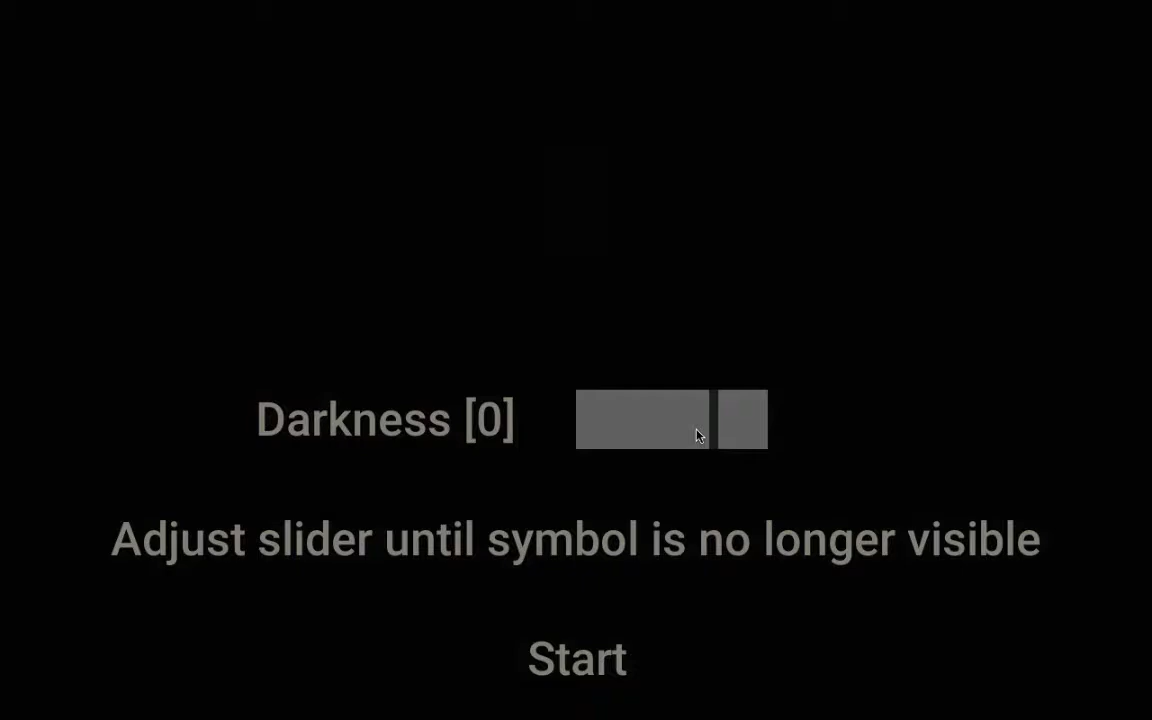 Darkness [0]
Adjust slider until symbol is no longer visible
Start